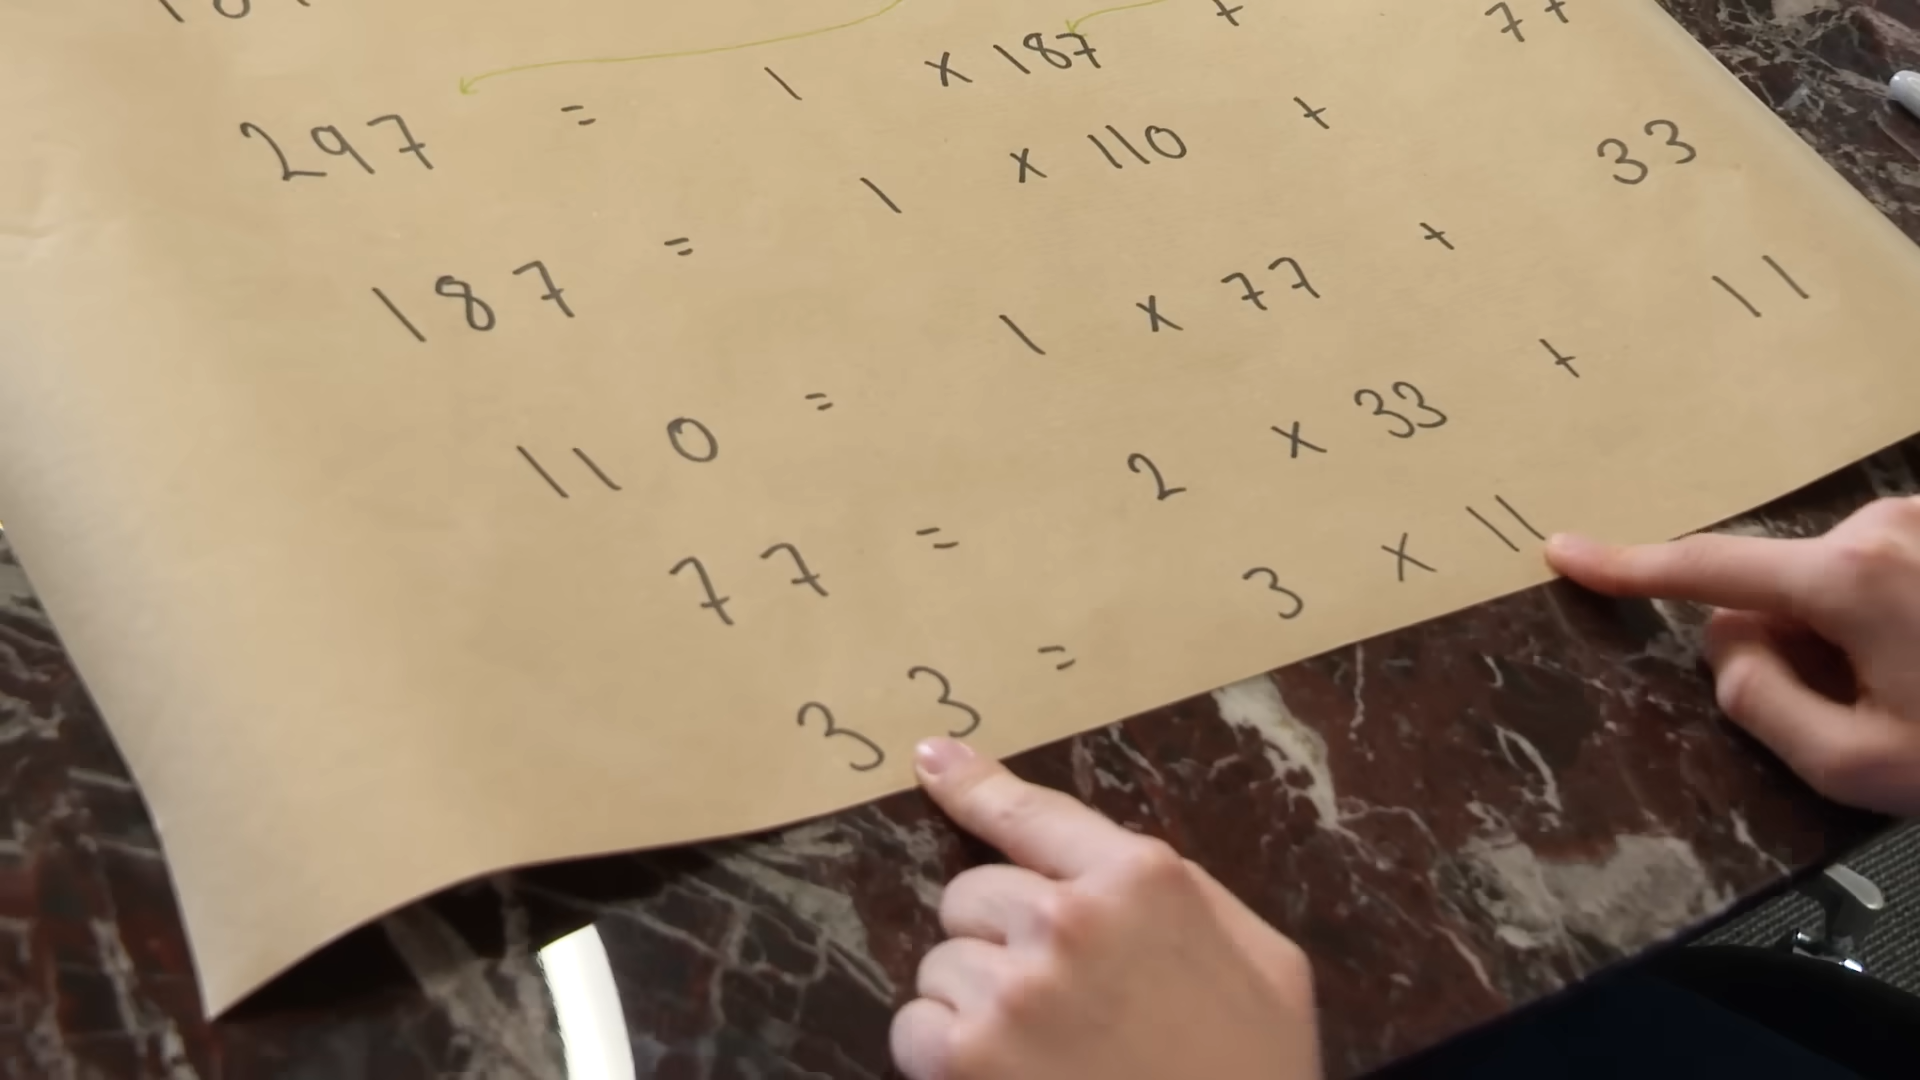 297 = 1 × 187 +
187 = 1 × 110 + 77
110 = 1 × 77 + 33
77 = 2 × 33 + 11
33 = 3 × 11